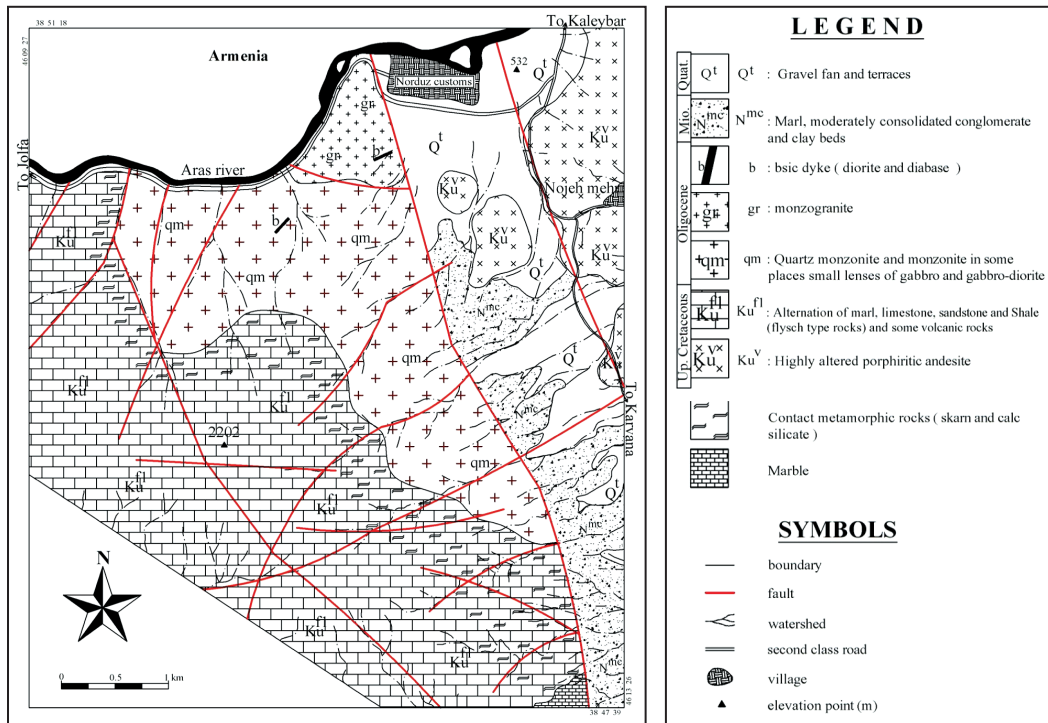 To Kaleybar
38 51 18
46 09 27
Armenia
532
Norduz customs
Q t
gr
Q t
Ku v
gr
b
Q t
To Jolfa
Aras river
Ku v
Nojeh mehr
b
qm
qm
Ku fl
Ku v
Ku v
qm
Q t
N mc
Q t
qm
Ku v
Ku fl
Ku fl
To Karvana
N mc
2202
qm
Ku fl
Q t
Ku fl
N mc
N
Ku fl
Ku fl
N mc
0 0.5 1 km
46 13 26
38 47 39
LEGEND
Quat.
Q t Q t : Gravel fan and terraces
Mio.
N mc N mc : Marl, moderately consolidated conglomerate
and clay beds
Oligocene
b b : bsic dyke ( diorite and diabase )
gr gr : monzogranite
qm qm : Quartz monzonite and monzonite in some
places small lenses of gabbro and gabbro-diorite
Up. Cretaceous
Ku fl Ku fl : Alternation of marl, limestone, sandstone and Shale
(flysch type rocks) and some volcanic rocks
Ku v Ku v : Highly altered porphiritic andesite
Contact metamorphic rocks ( skarn and calc
silicate )
Marble
SYMBOLS
boundary
fault
watershed
second class road
village
elevation point (m)